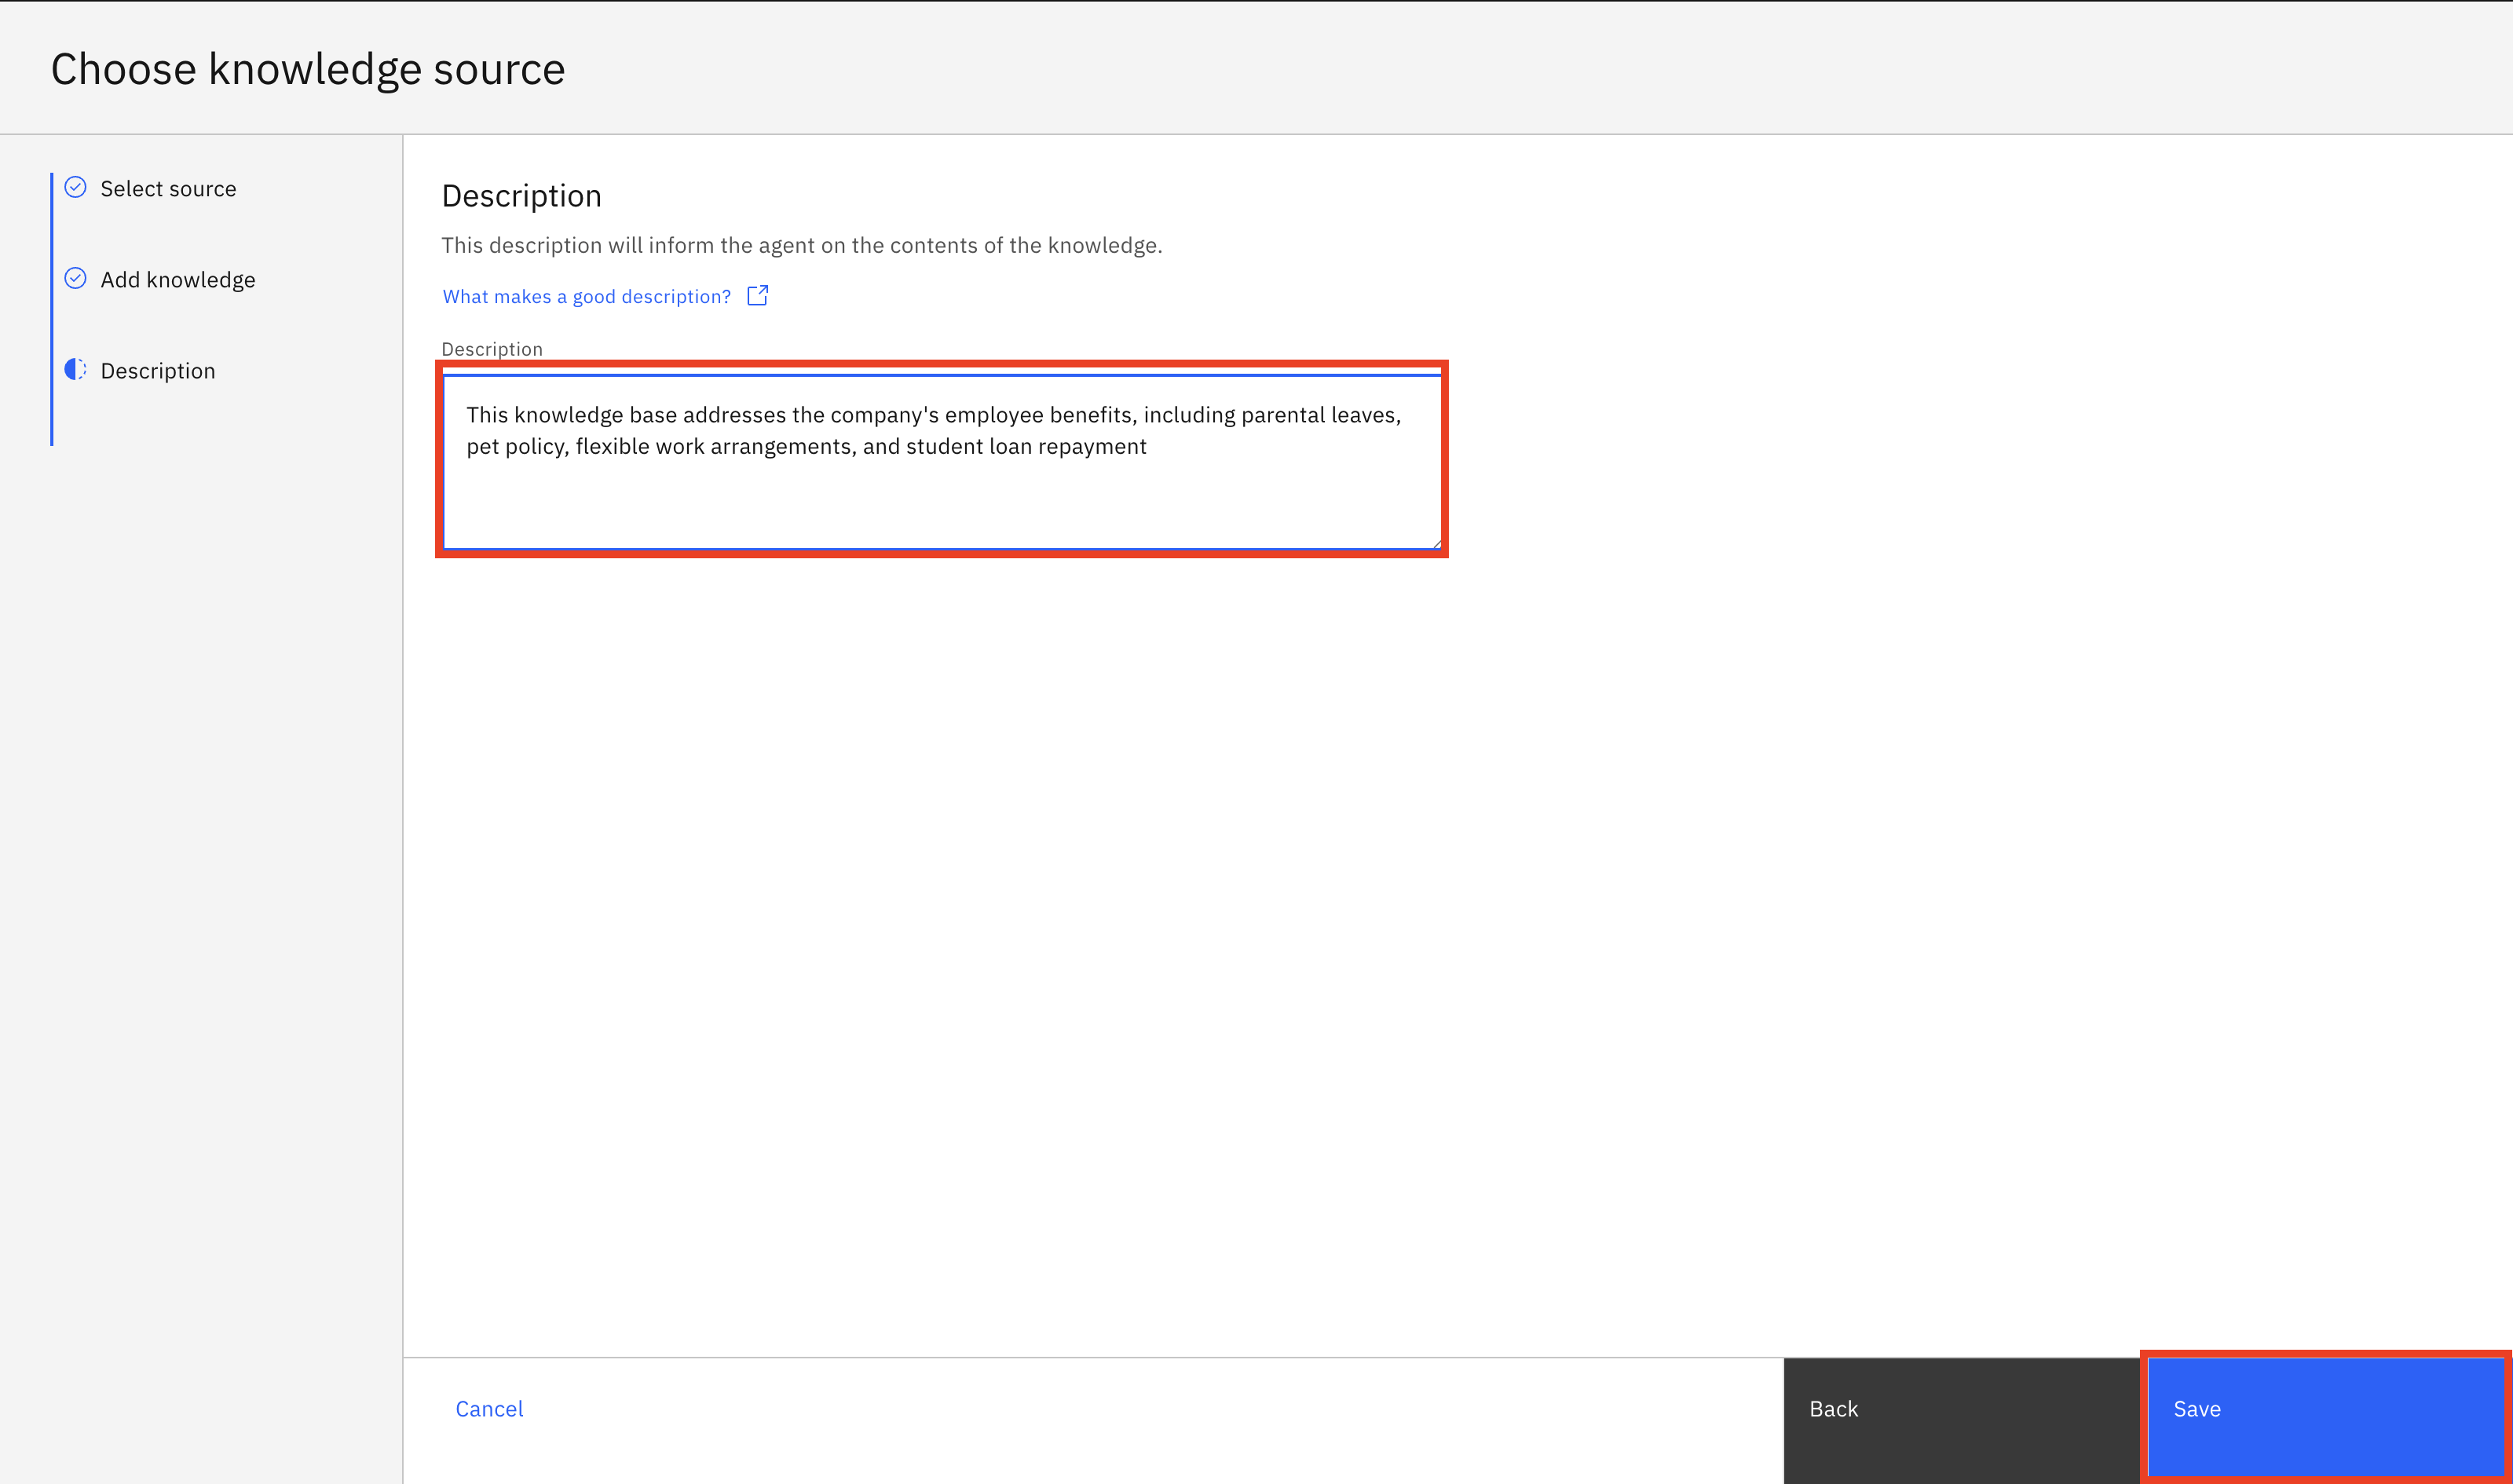 Choose knowledge source
Select source
Add knowledge
Description
Description
This description will inform the agent on the contents of the knowledge.
What makes a good description?
Description
This knowledge base addresses the company's employee benefits, including parental leaves,
pet policy, flexible work arrangements, and student loan repayment
Cancel
Back
Save